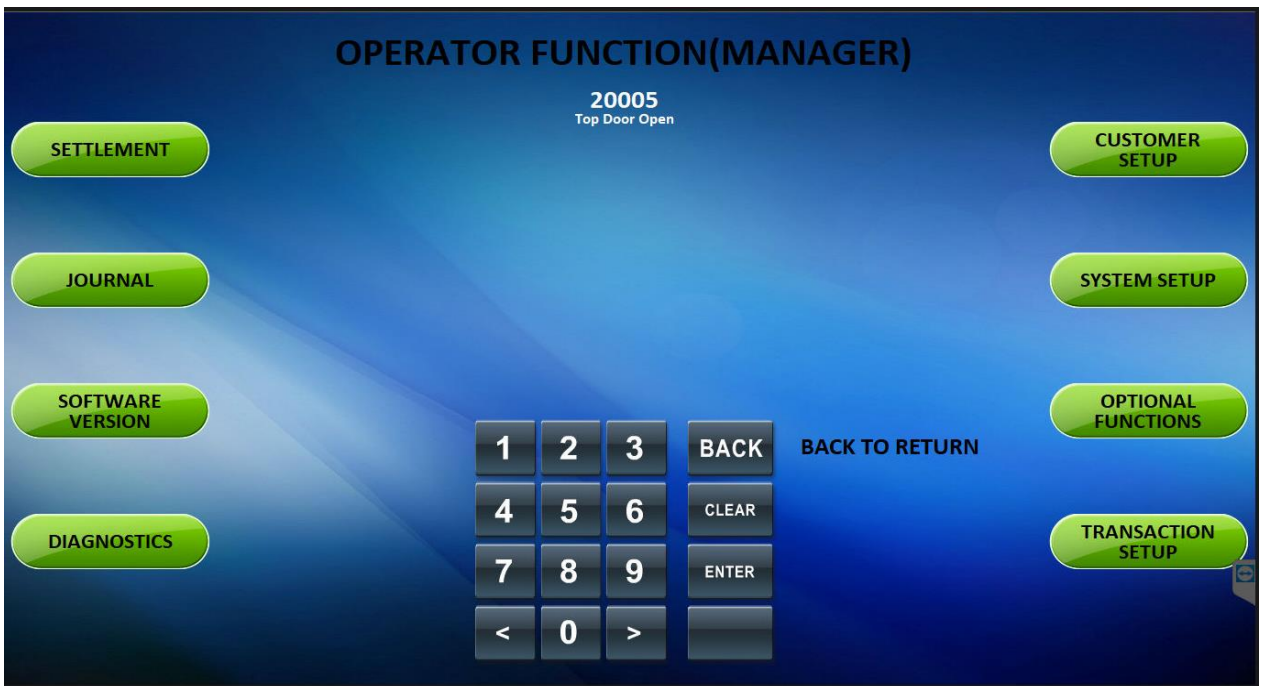 OPERATOR FUNCTION(MANAGER)
20005
Top Door Open
SETTLEMENT
CUSTOMER
SETUP
JOURNAL
SYSTEM SETUP
SOFTWARE
VERSION
OPTIONAL
FUNCTIONS
1 2 3 BACK BACK TO RETURN
4 5 6 CLEAR
DIAGNOSTICS
TRANSACTION
SETUP
7 8 9 ENTER
< 0 >